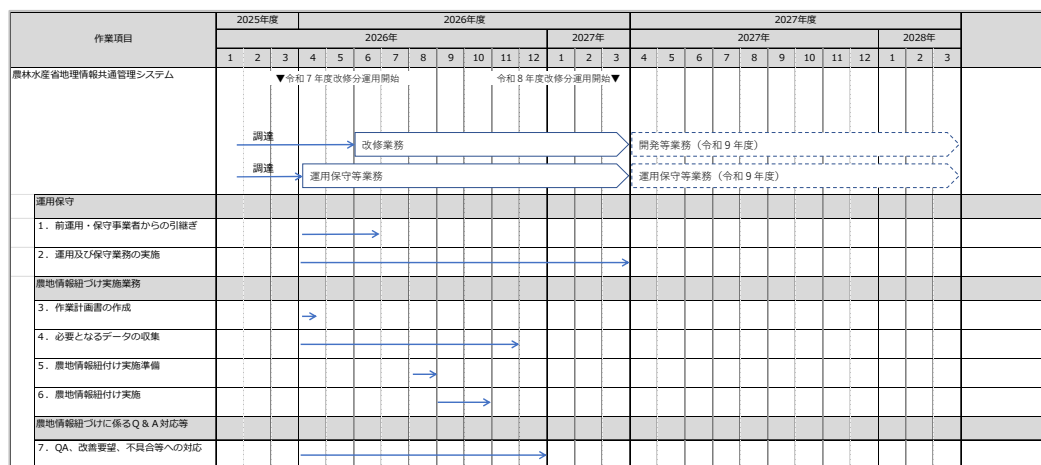 2025年度 2026年度 2027年度
作業項目 2026年 2027年 2027年 2028年
1 2 3 4 5 6 7 8 9 10 11 12 1 2 3 4 5 6 7 8 9 10 11 12 1 2 3
農林水産省地理情報共通管理システム ▼令和７年度改修分運用開始 令和８年度改修分運用開始▼
調達 改修業務 開発等業務（令和９年度）
調達 運用保守等業務 運用保守等業務（令和９年度）
運用保守
１．前運用・保守事業者からの引継ぎ
２．運用及び保守業務の実施
農地情報紐づけ実施業務
３．作業計画書の作成
４．必要となるデータの収集
５．農地情報紐付け実施準備
６．農地情報紐付け実施
農地情報紐づけに係るＱ＆Ａ対応等
７．QA、改善要望、不具合等への対応